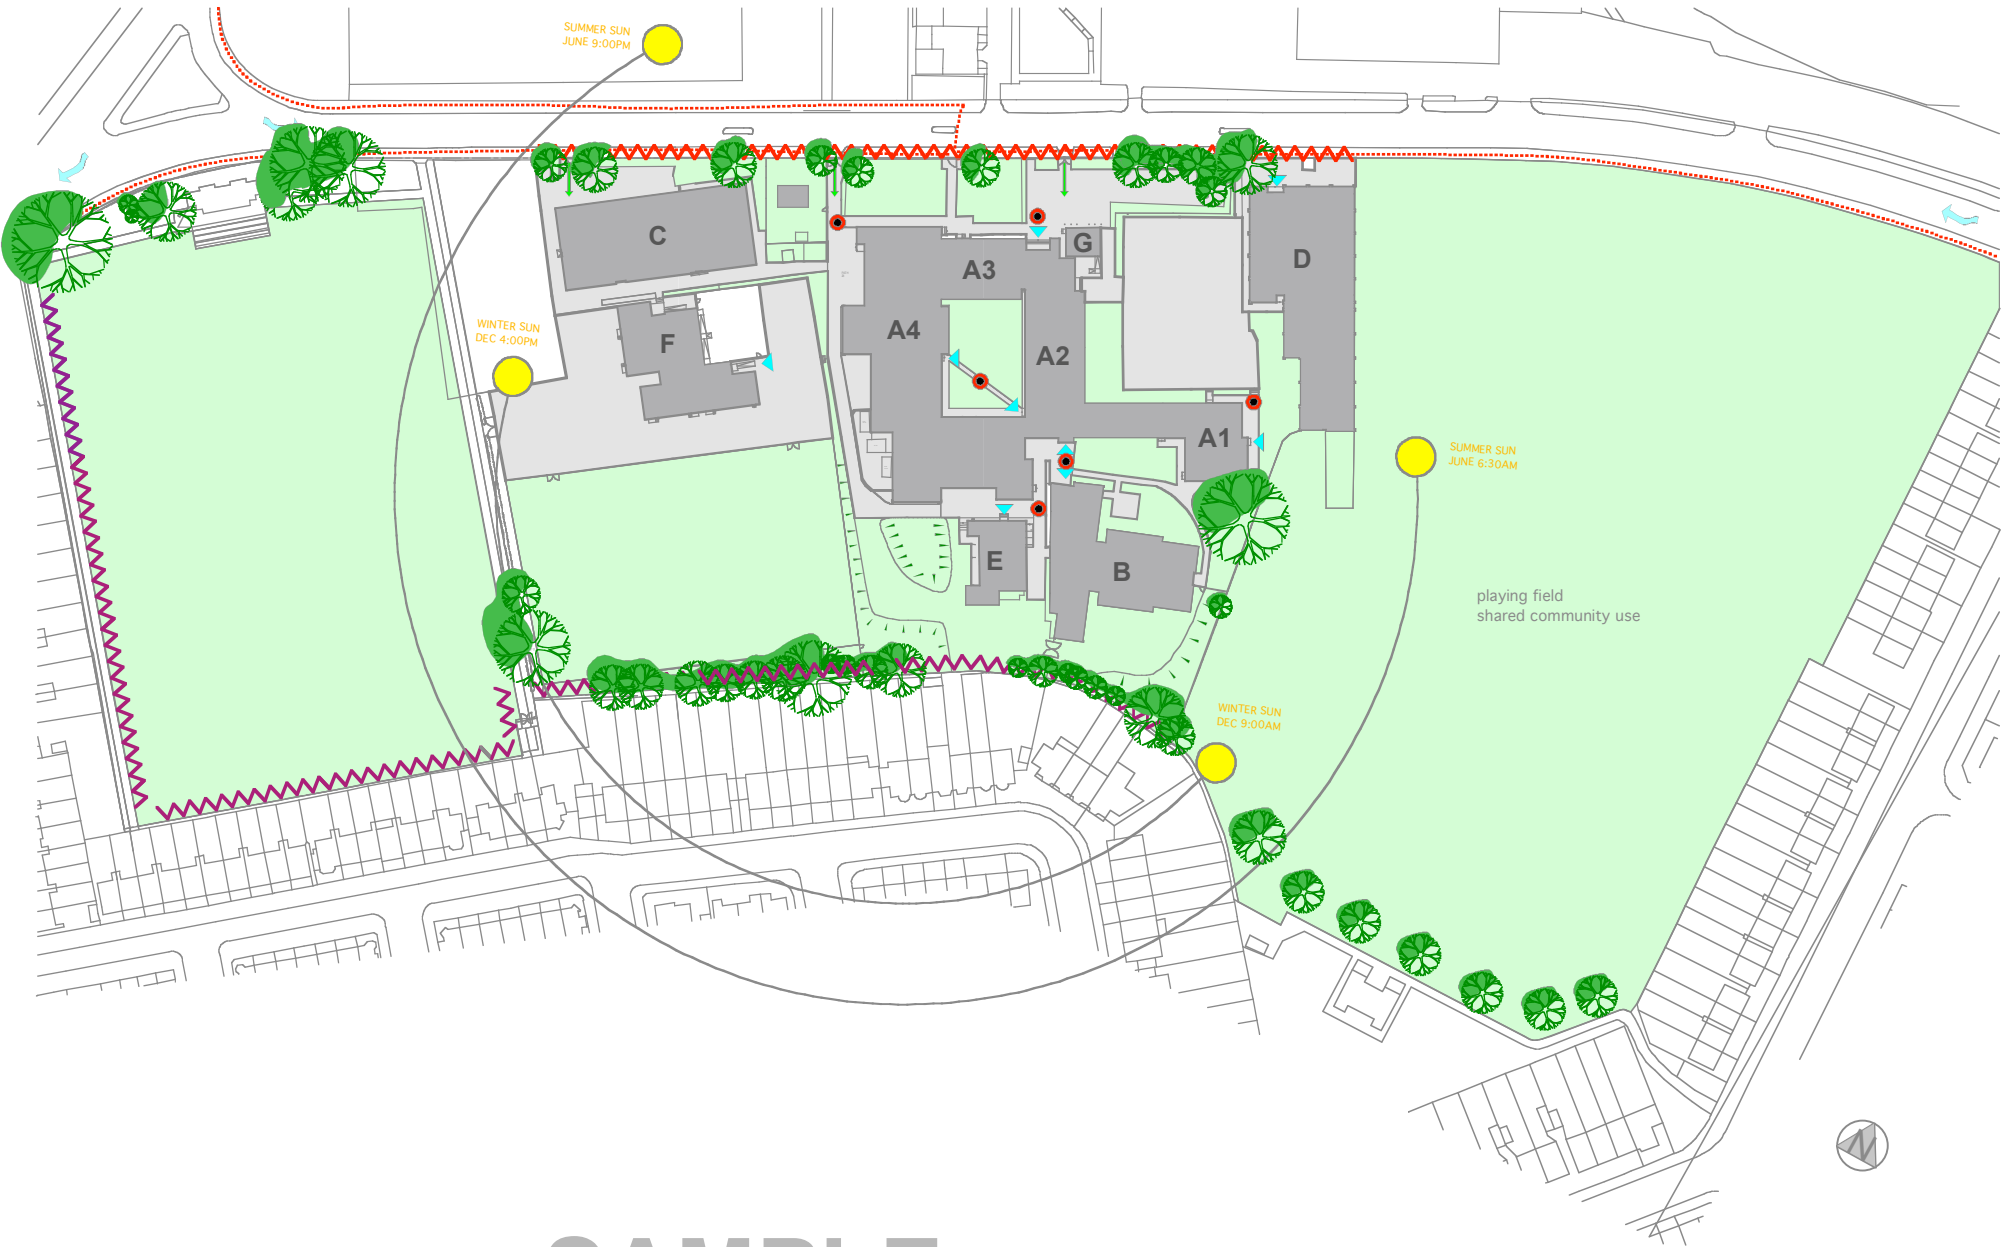 SUMMER SUN
JUNE 9:00PM
C
G
D
A3
WINTER SUN
DEC 4:00PM
F
A4
A2
A1
SUMMER SUN
JUNE 6:30AM
E
B
playing field
shared community use
WINTER SUN
DEC 9:00AM
N
SAMPLE